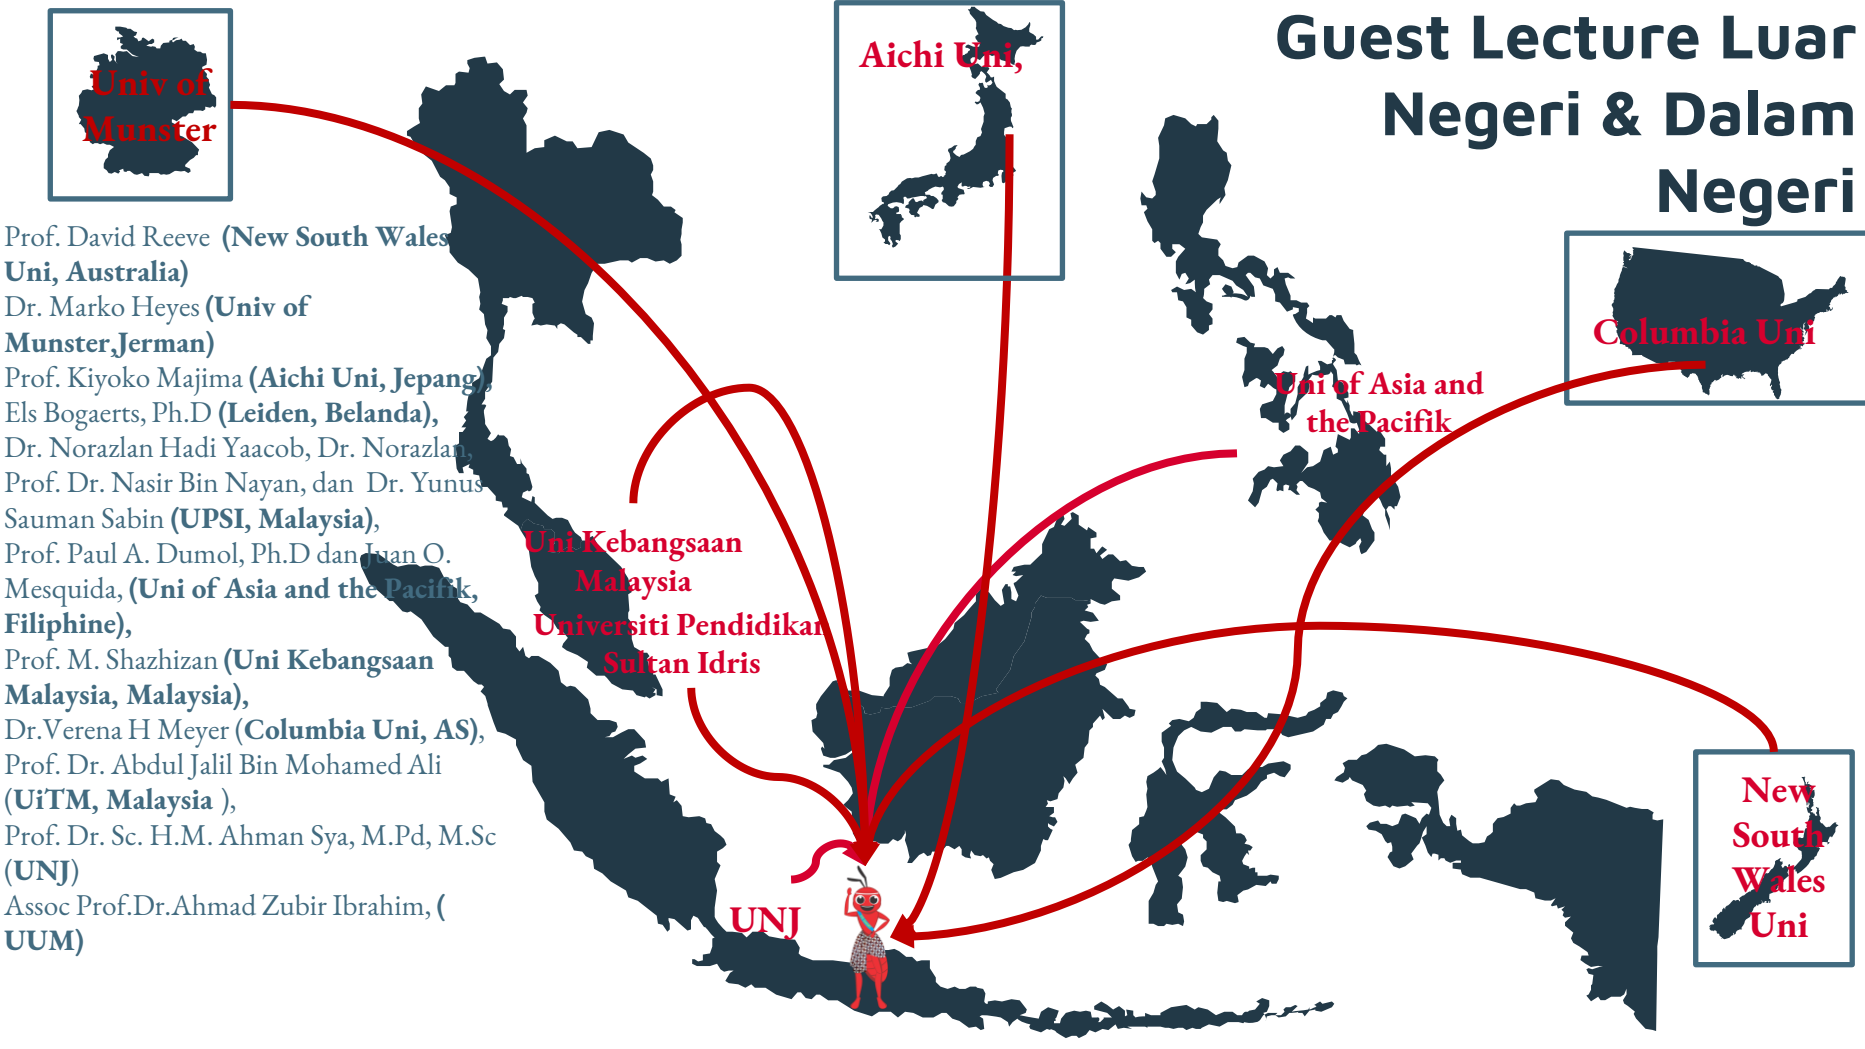 Guest Lecture Luar
Negeri & Dalam
Negeri
Univ of
Munster
Aichi Uni,
Columbia Uni
Uni of Asia and
the Pacifik
Uni Kebangsaan
Malaysia
Universiti Pendidikan
Sultan Idris
UNJ
New
South
Wales
Uni
Prof. David Reeve (New South Wales
Uni, Australia)
Dr. Marko Heyes (Univ of
Munster,Jerman)
Prof. Kiyoko Majima (Aichi Uni, Jepang),
Els Bogaerts, Ph.D (Leiden, Belanda),
Dr. Norazlan Hadi Yaacob, Dr. Norazlan,
Prof. Dr. Nasir Bin Nayan, dan Dr. Yunus
Sauman Sabin (UPSI, Malaysia),
Prof. Paul A. Dumol, Ph.D dan Juan O.
Mesquida, (Uni of Asia and the Pacifik,
Filiphine),
Prof. M. Shazhizan (Uni Kebangsaan
Malaysia, Malaysia),
Dr.Verena H Meyer (Columbia Uni, AS),
Prof. Dr. Abdul Jalil Bin Mohamed Ali
(UiTM, Malaysia ),
Prof. Dr. Sc. H.M. Ahman Sya, M.Pd, M.Sc
(UNJ)
Assoc Prof.Dr.Ahmad Zubir Ibrahim, (
UUM)